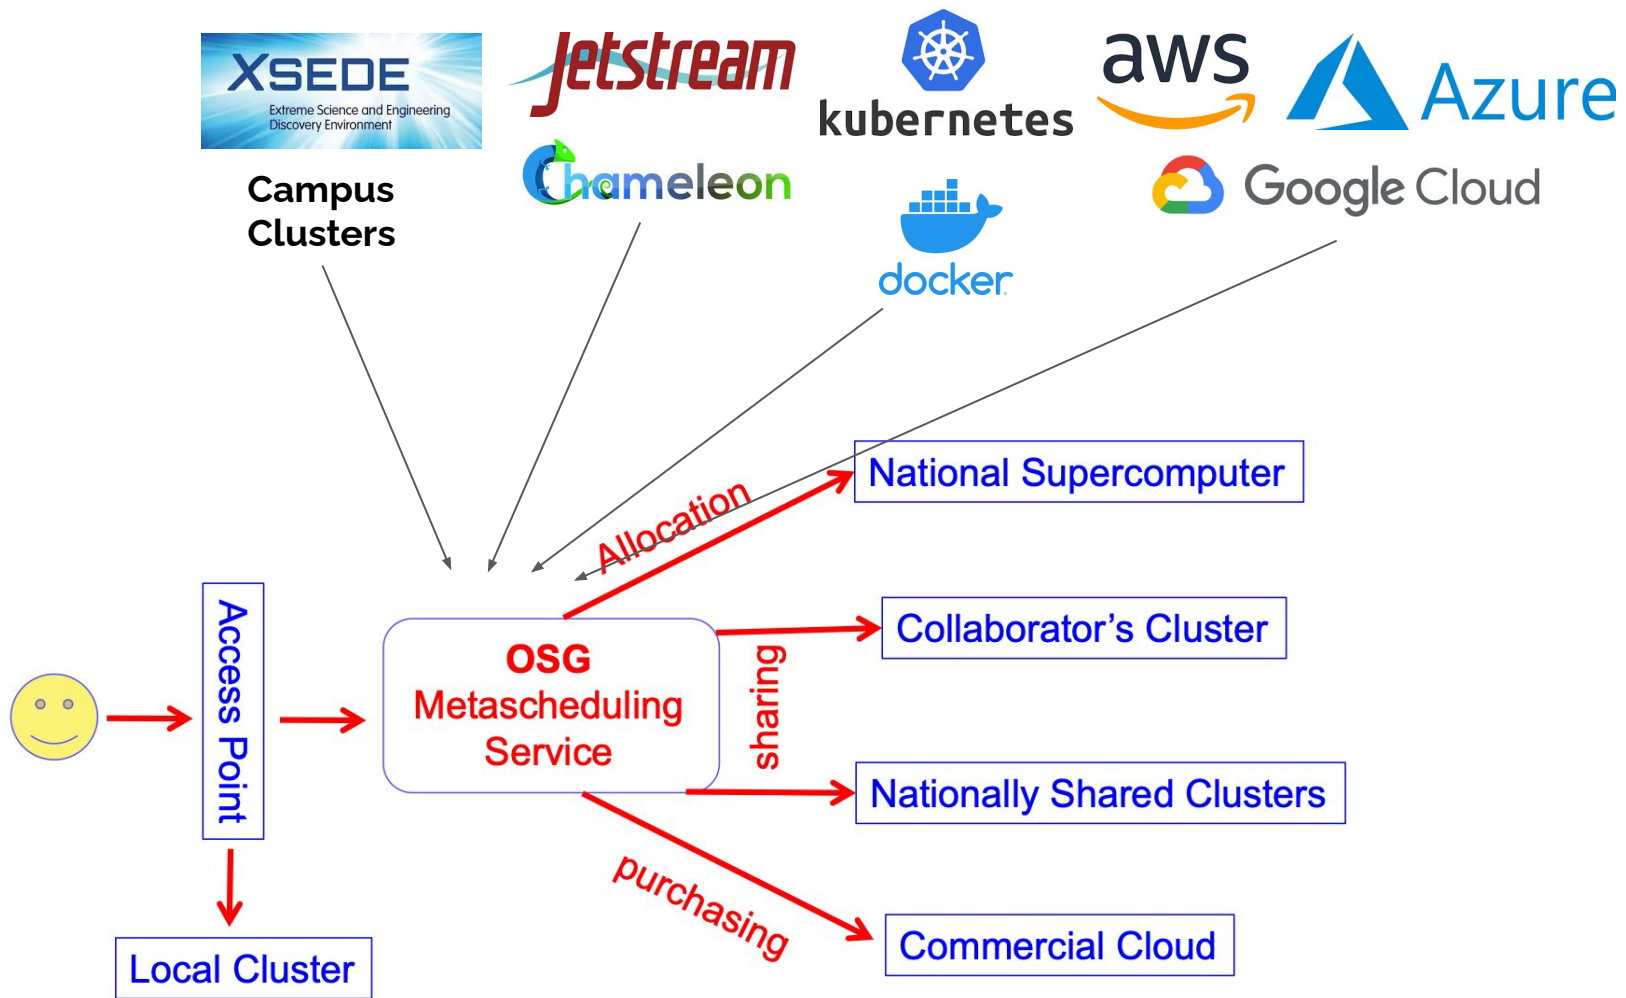 XSEDE
Extreme Science and Engineering
Discovery Environment
Campus
Clusters
Jetstream
Chameleon
kubernetes
docker
aws
Azure
Google Cloud
Allocation
National Supercomputer
Access Point
OSG
Metascheduling
Service
sharing
Collaborator’s Cluster
Nationally Shared Clusters
purchasing
Commercial Cloud
Local Cluster